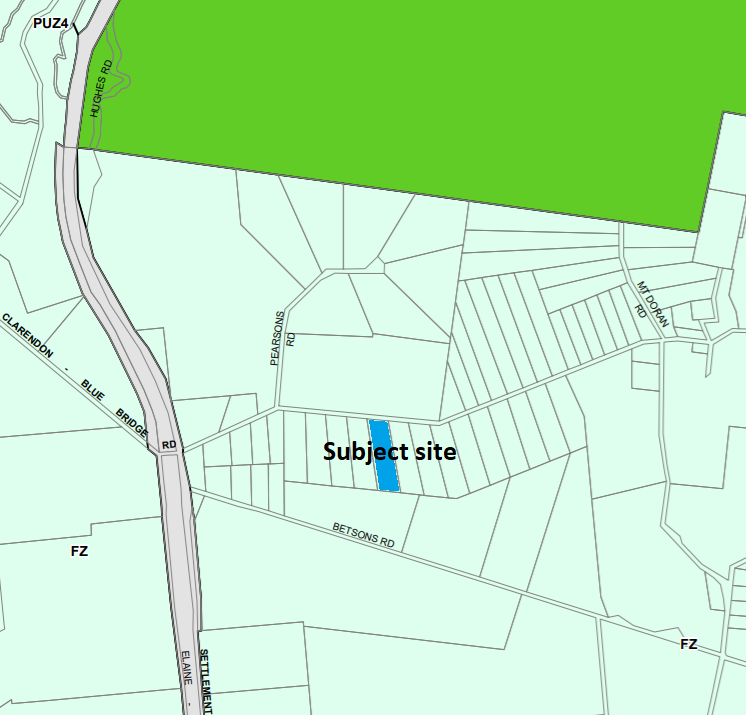 PUZ4
HUGHES RD
MT DORAN
RD
PEARSONS
RD
CLARENDON
-
BLUE
BRIDGE
RD
Subject site
BETSONS RD
FZ
FZ
ELAINE
-
SETTLEMENT